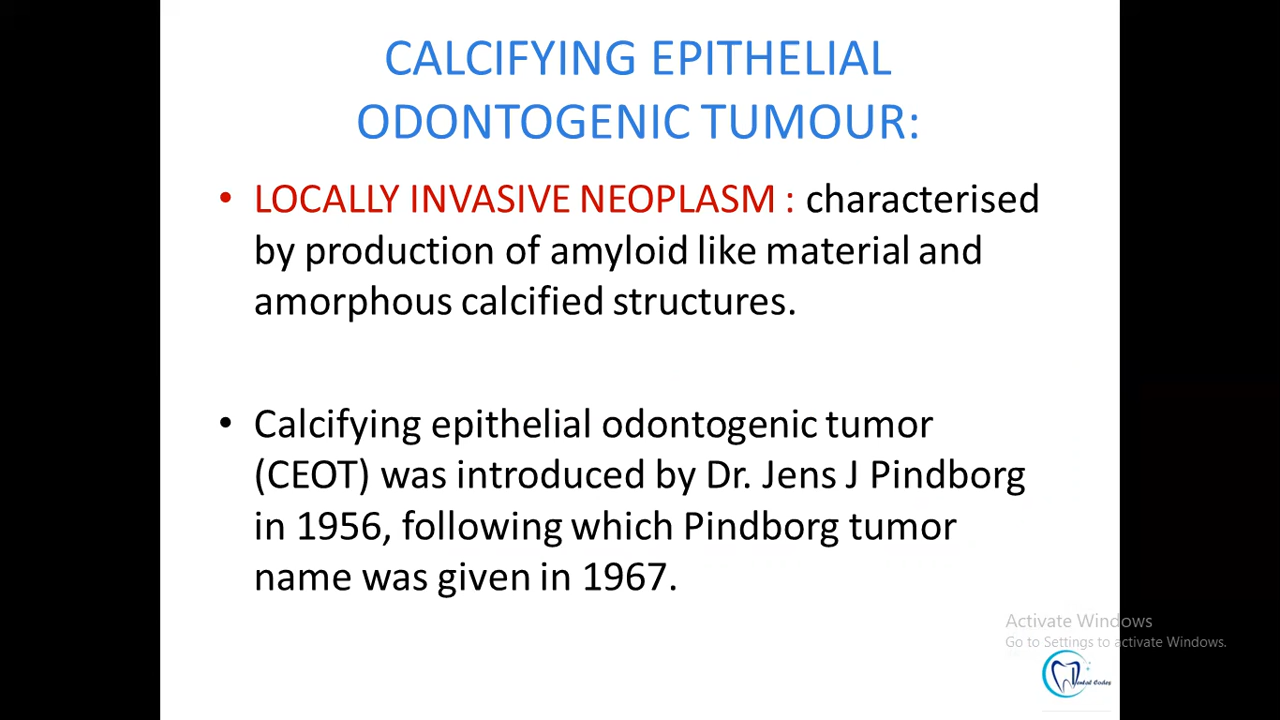 CALCIFYING EPITHELIAL
ODONTOGENIC TUMOUR:
• LOCALLY INVASIVE NEOPLASM : characterised
by production of amyloid like material and
amorphous calcified structures.
• Calcifying epithelial odontogenic tumor
(CEOT) was introduced by Dr. Jens J Pindborg
in 1956, following which Pindborg tumor
name was given in 1967.
Activate Windows
Go to Settings to activate Windows.
ental Codes